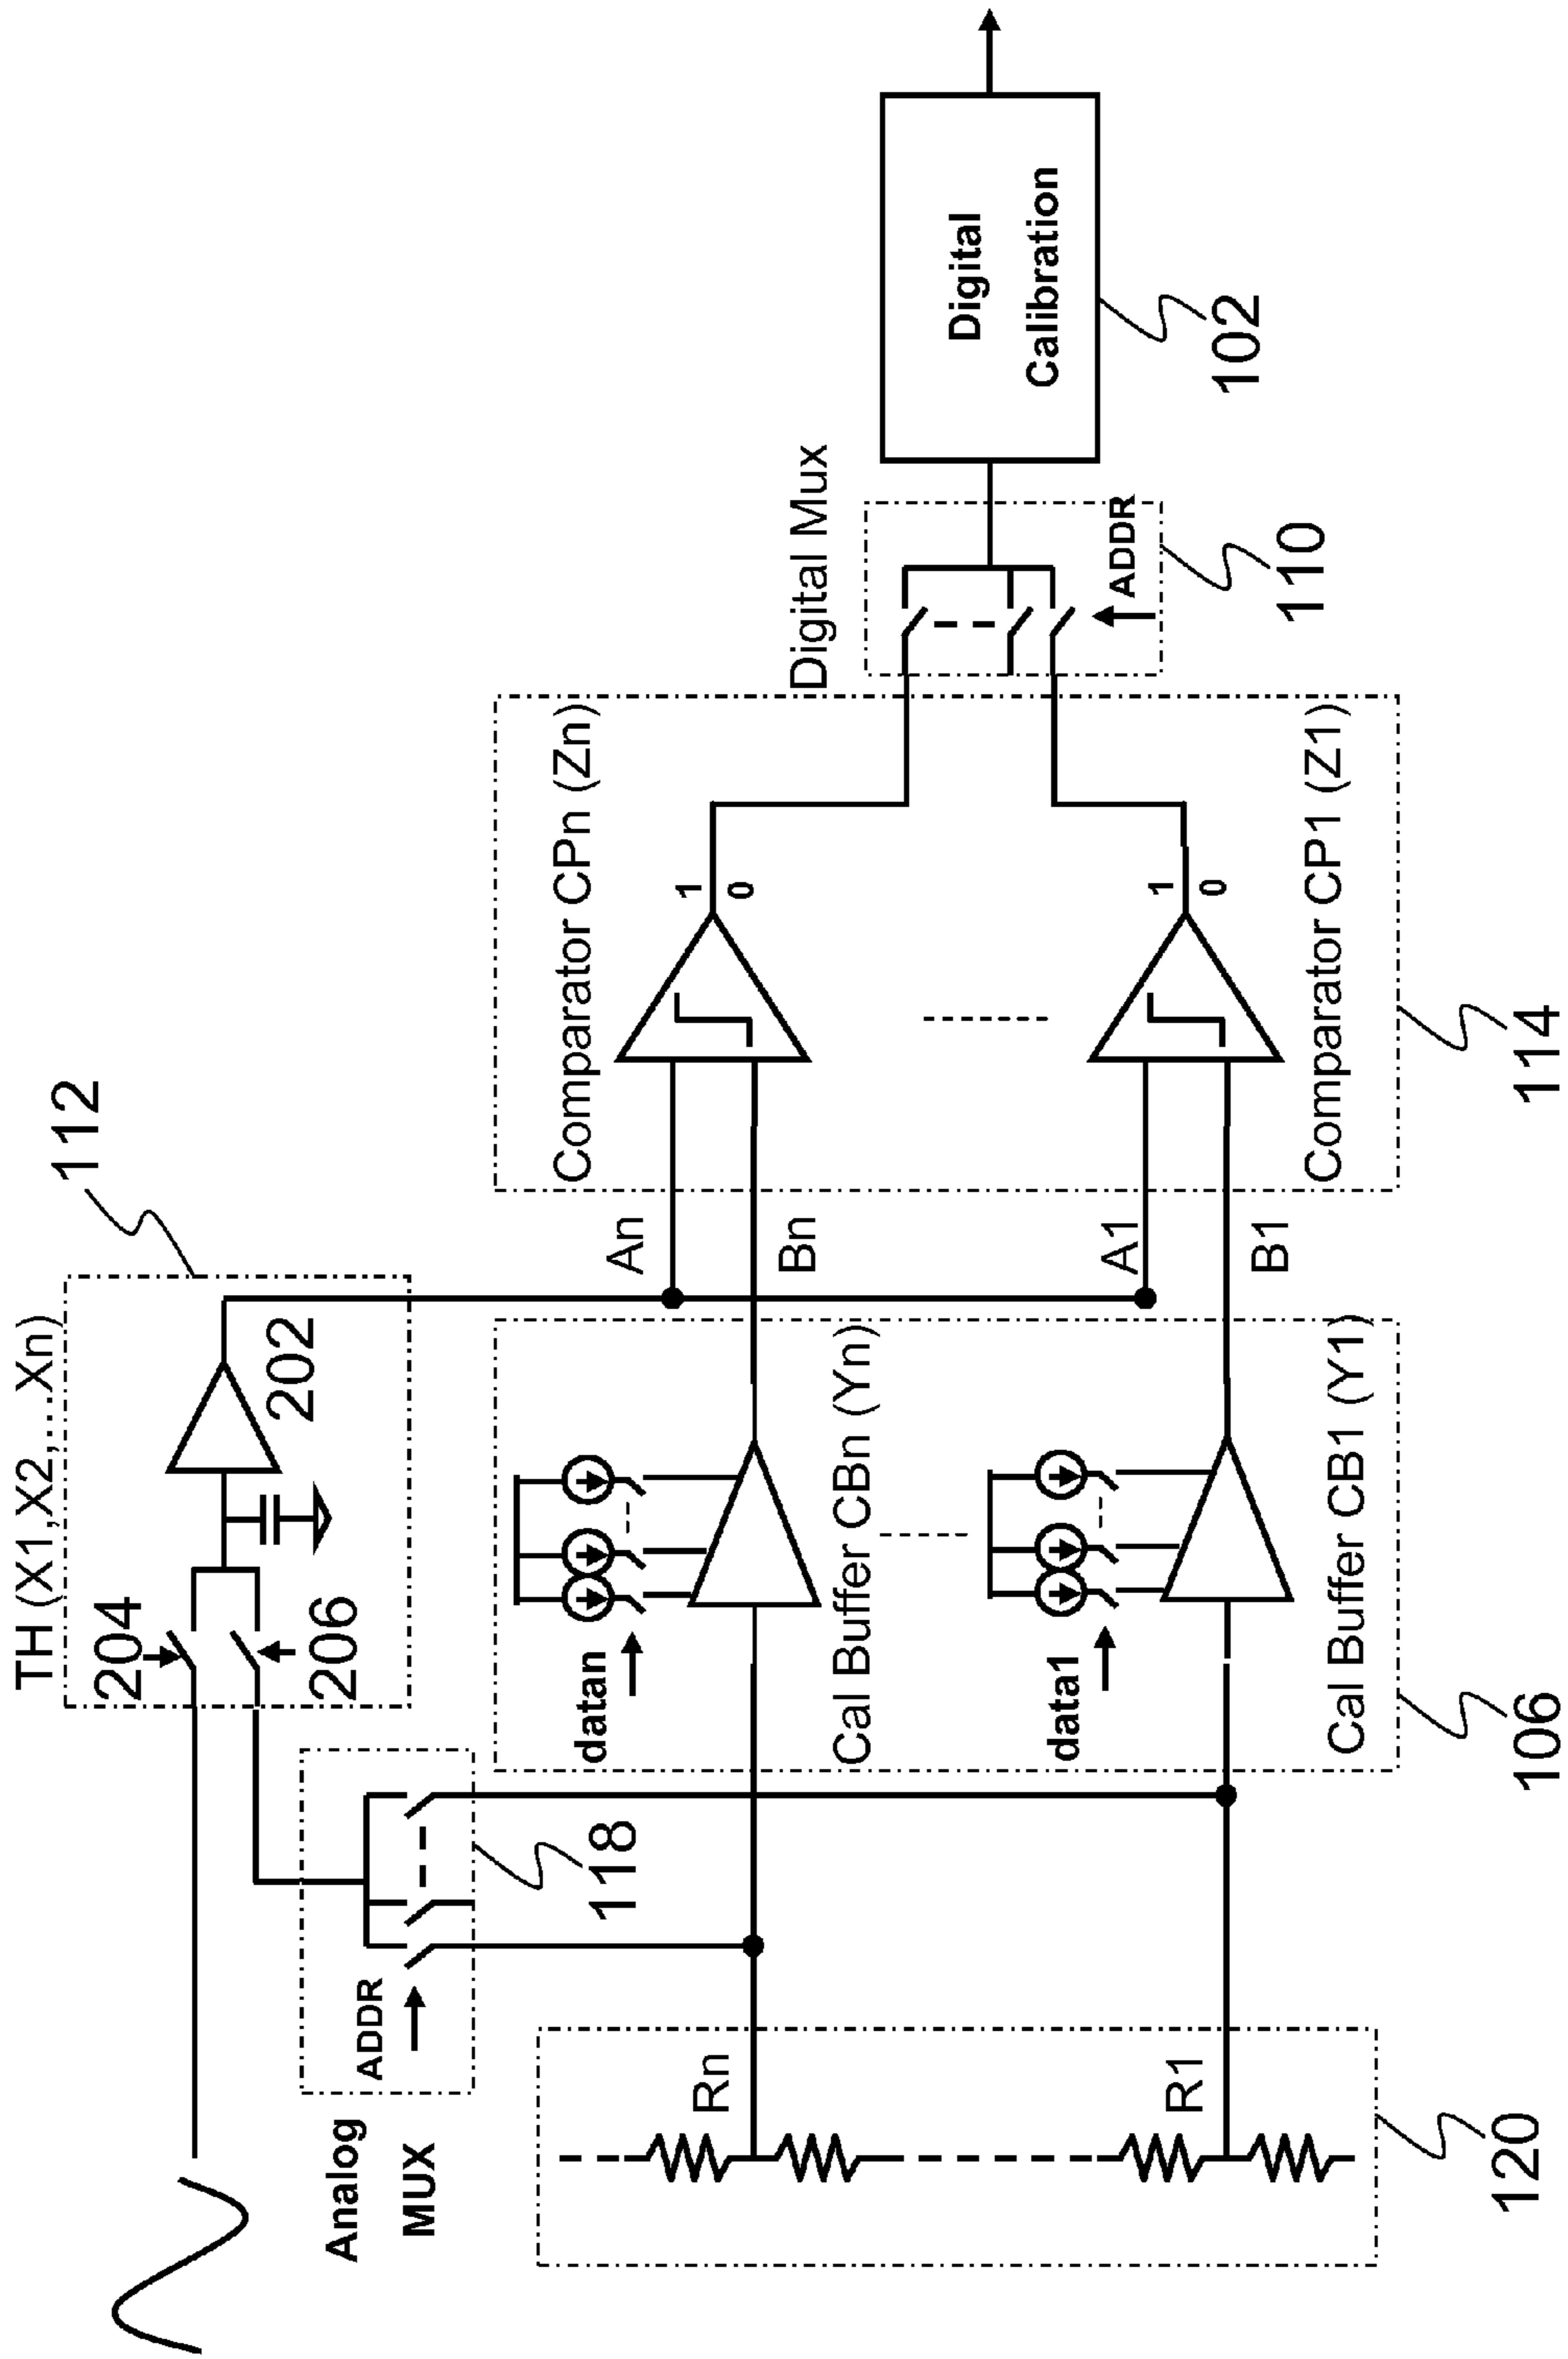 TH (X1,X2,...Xn)
112
204
206
202
Analog
MUX
ADDR
118
datan
Cal Buffer CBn (Yn)
data1
Cal Buffer CB1 (Y1)
106
An
Bn
A1
B1
Comparator CPn (Zn)
1
0
1
0
Comparator CP1 (Z1)
114
Digital Mux
ADDR
110
Digital
Calibration
102
Rn
R1
120